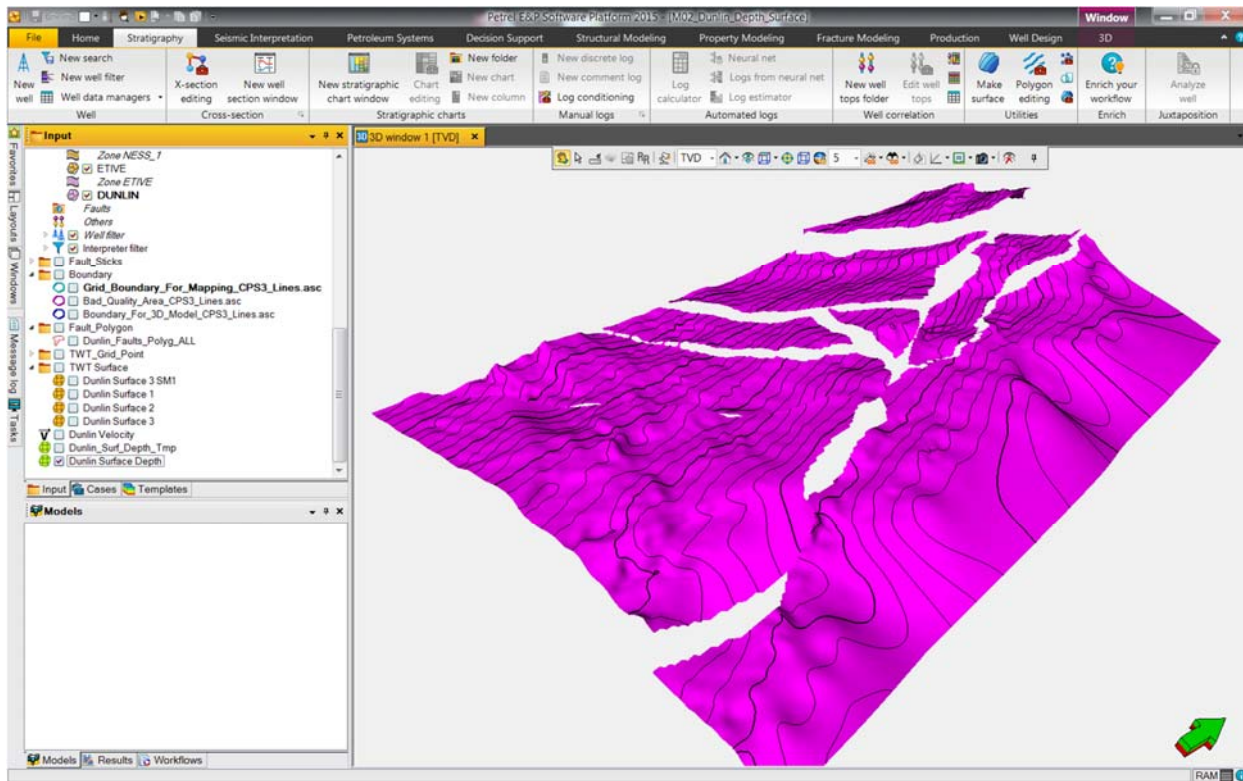 Petrel E&P Software Platform 2015 - [M02_Dunlin_Depth_Surface]
Window
File Home Stratigraphy Seismic Interpretation Petroleum Systems Decision Support Structural Modeling Property Modeling Fracture Modeling Production Well Design 3D
New well
New search
New well filter
Well data managers
Well
X-section editing
New well section window
Cross-section
New stratigraphic chart window
Chart editing
New folder
New chart
New column
Stratigraphic charts
New discrete log
New comment log
Log conditioning
Manual logs
Log calculator
Neural net
Logs from neural net
Log estimator
Automated logs
New well tops folder
Edit well tops
Well correlation
Make surface
Polygon editing
Utilities
Enrich your workflow
Enrich
Analyze well
Juxtaposition
Favorites
Layouts
Windows
Message log
Tasks
Input
Zone NESS_1
ETIVE
Zone ETIVE
DUNLIN
Faults
Others
Well filter
Interpreter filter
Fault_Sticks
Boundary
Grid_Boundary_For_Mapping_CPS3_Lines.asc
Bad_Quality_Area_CPS3_Lines.asc
Boundary_For_3D_Model_CPS3_Lines.asc
Fault_Polygon
Dunlin_Faults_Polyg_ALL
TWT_Grid_Point
TWT Surface
Dunlin Surface 3 SM1
Dunlin Surface 1
Dunlin Surface 2
Dunlin Surface 3
Dunlin Velocity
Dunlin_Surf_Depth_Tmp
Dunlin Surface Depth
Input Cases Templates
Models
Models Results Workflows
3D 3D window 1 [TVD]
TVD 5
RAM